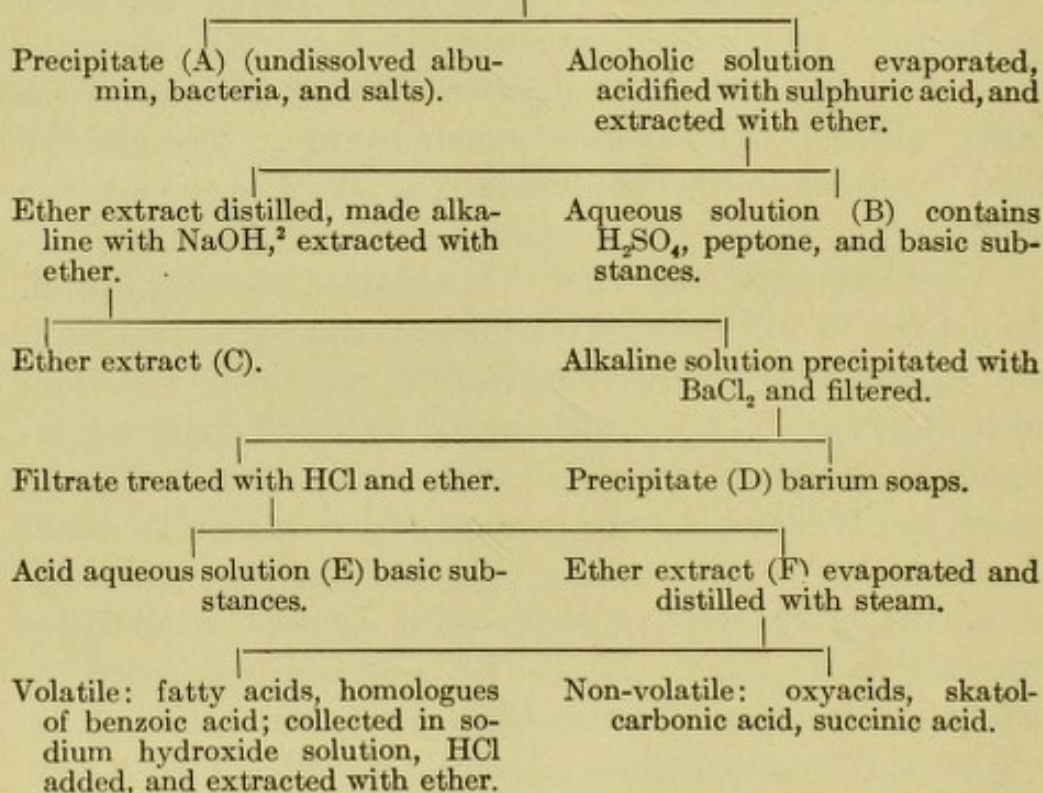 Precipitate (A) (undissolved albu-
min, bacteria, and salts).
Alcoholic solution evaporated,
acidified with sulphuric acid, and
extracted with ether.
Ether extract distilled, made alka-
line with NaOH,² extracted with
ether.
Aqueous solution (B) contains
H₂SO₄, peptone, and basic sub-
stances.
Ether extract (C).
Alkaline solution precipitated with
BaCl₂ and filtered.
Filtrate treated with HCl and ether.
Precipitate (D) barium soaps.
Acid aqueous solution (E) basic sub-
stances.
Ether extract (F) evaporated and
distilled with steam.
Volatile: fatty acids, homologues
of benzoic acid; collected in so-
dium hydroxide solution, HCl
added, and extracted with ether.
Non-volatile: oxyacids, skatol-
carbonic acid, succinic acid.